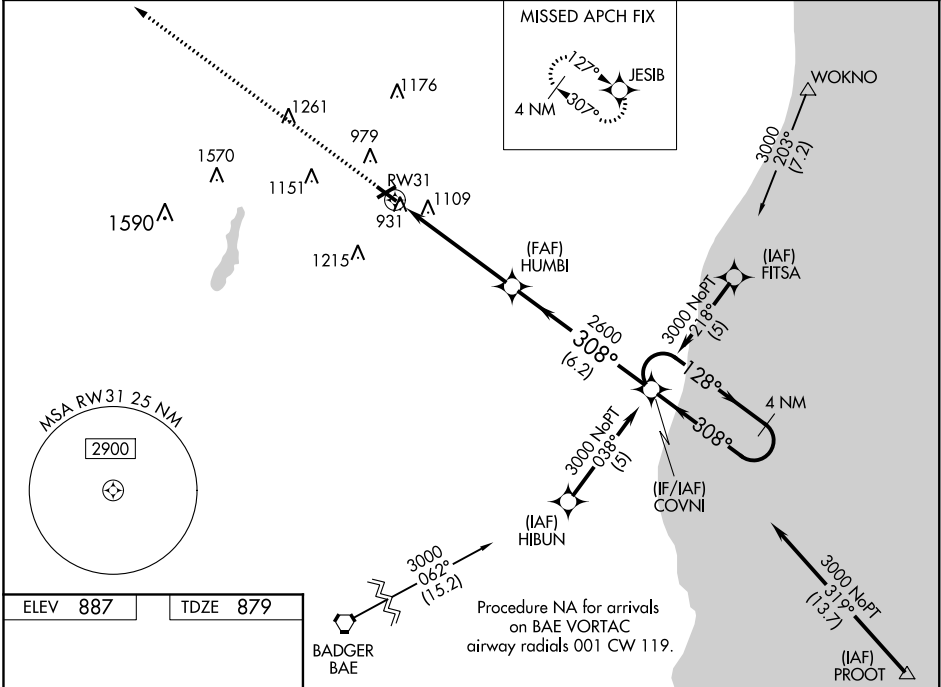 MISSED APCH FIX
127°
JESIB
4 NM
307°
WOKNO
3000
203°
(7.2)
1176
1261
979
1570
1151
RW31
1590
931
1109
1215
(FAF)
HUMBI
(IAF)
FITSA
3000 NoPT
218°
(5)
2600
308°
(6.2)
128°
4 NM
308°
MSA RW31 25 NM
2900
3000 NoPT
038°
(5)
(IF/IAF)
COVNI
(IAF)
HIBUN
3000
062°
(15.2)
3000 NoPT
319°
(13.7)
ELEV 887
TDZE 879
Procedure NA for arrivals
on BAE VORTAC
airway radials 001 CW 119.
BADGER
BAE
(IAF)
PROOT